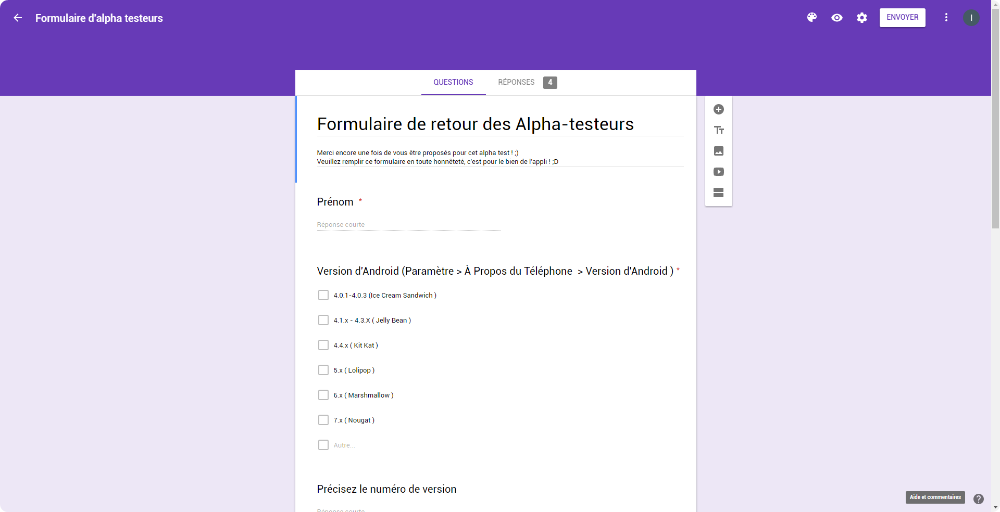 Formulaire d'alpha testeurs
ENVOYER
I
QUESTIONS
RÉPONSES 4
Formulaire de retour des Alpha-testeurs
Merci encore une fois de vous être proposés pour cet alpha test ! ;)
Veuillez remplir ce formulaire en toute honnêteté, c'est pour le bien de l'appli ! ;D
Prénom *
Réponse courte
Version d'Android (Paramètre > À Propos du Téléphone > Version d'Android ) *
4.0.1-4.0.3 (Ice Cream Sandwich )
4.1.x - 4.3.X ( Jelly Bean )
4.4.x ( Kit Kat )
5.x ( Lolipop )
6.x ( Marshmallow )
7.x ( Nougat )
Autre...
Précisez le numéro de version
Réponse courte
Aide et commentaires